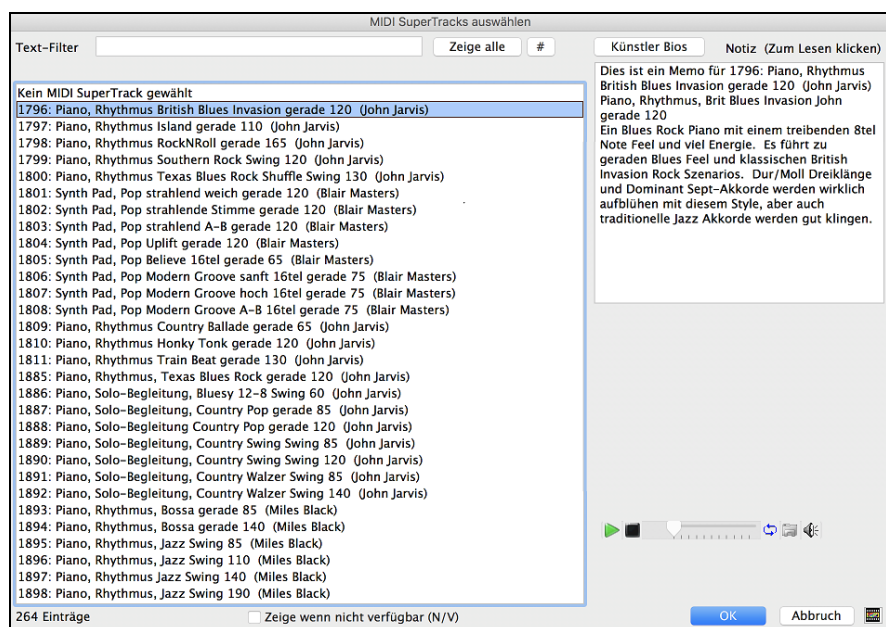 MIDI SuperTracks auswählen
Text-Filter
Zeige alle
#
Künstler Bios
Notiz (Zum Lesen klicken)
Kein MIDI SuperTrack gewählt
1796: Piano, Rhythmus British Blues Invasion gerade 120 (John Jarvis)
1797: Piano, Rhythmus Island gerade 110 (John Jarvis)
1798: Piano, Rhythmus RockNRoll gerade 165 (John Jarvis)
1799: Piano, Rhythmus Southern Rock Swing 120 (John Jarvis)
1800: Piano, Rhythmus Texas Blues Rock Shuffle Swing 130 (John Jarvis)
1801: Synth Pad, Pop strahlend weich gerade 120 (Blair Masters)
1802: Synth Pad, Pop strahlende Stimme gerade 120 (Blair Masters)
1803: Synth Pad, Pop strahlend A-B gerade 120 (Blair Masters)
1804: Synth Pad, Pop Uplift gerade 120 (Blair Masters)
1805: Synth Pad, Pop Believe 16tel gerade 65 (Blair Masters)
1806: Synth Pad, Pop Modern Groove sanft 16tel gerade 75 (Blair Masters)
1807: Synth Pad, Pop Modern Groove hoch 16tel gerade 75 (Blair Masters)
1808: Synth Pad, Pop Modern Groove A-B 16tel gerade 75 (Blair Masters)
1809: Piano, Rhythmus Country Ballade gerade 65 (John Jarvis)
1810: Piano, Rhythmus Honky Tonk gerade 120 (John Jarvis)
1811: Piano, Rhythmus Train Beat gerade 130 (John Jarvis)
1885: Piano, Rhythmus, Texas Blues Rock gerade 120 (John Jarvis)
1886: Piano, Solo-Begleitung, Bluesy 12-8 Swing 60 (John Jarvis)
1887: Piano, Solo-Begleitung, Country Pop gerade 85 (John Jarvis)
1888: Piano, Solo-Begleitung Country Pop gerade 120 (John Jarvis)
1889: Piano, Solo-Begleitung, Country Swing Swing 85 (John Jarvis)
1890: Piano, Solo-Begleitung, Country Swing Swing 120 (John Jarvis)
1891: Piano, Solo-Begleitung, Country Walzer Swing 85 (John Jarvis)
1892: Piano, Solo-Begleitung, Country Walzer Swing 140 (John Jarvis)
1893: Piano, Rhythmus, Bossa gerade 85 (Miles Black)
1894: Piano, Rhythmus, Bossa gerade 140 (Miles Black)
1895: Piano, Rhythmus, Jazz Swing 85 (Miles Black)
1896: Piano, Rhythmus, Jazz Swing 110 (Miles Black)
1897: Piano, Rhythmus Jazz Swing 140 (Miles Black)
1898: Piano, Rhythmus, Jazz Swing 190 (Miles Black)
Dies ist ein Memo für 1796: Piano, Rhythmus
British Blues Invasion gerade 120 (John Jarvis)
Piano, Rhythmus, Brit Blues Invasion John
gerade 120
Ein Blues Rock Piano mit einem treibenden 8tel
Note Feel und viel Energie. Es führt zu
geraden Blues Feel und klassischen British
Invasion Rock Szenarios. Dur/Moll Dreiklänge
und Dominant Sept-Akkorde werden wirklich
aufblühen mit diesem Style, aber auch
traditionelle Jazz Akkorde werden gut klingen.
264 Einträge
Zeige wenn nicht verfügbar (N/V)
OK
Abbruch